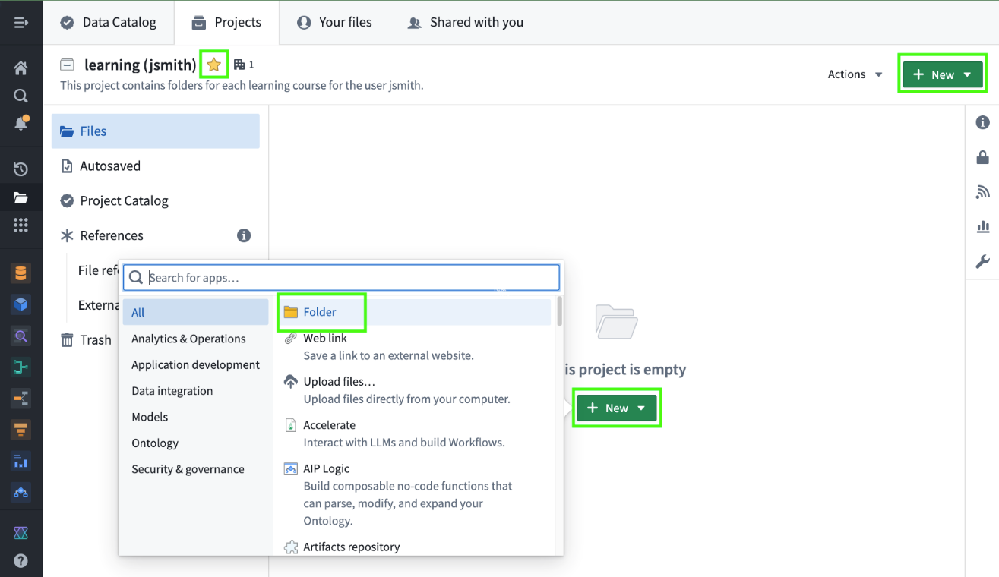 Data Catalog
Projects
Your files
Shared with you
learning (jsmith)
1
This project contains folders for each learning course for the user jsmith.
Actions
New
Files
Autosaved
Project Catalog
References
File
Search for apps…
All
Analytics & Operations
Application development
Data integration
Models
Ontology
Security & governance
Folder
Web link
Save a link to an external website.
Upload files…
Upload files directly from your computer.
Accelerate
Interact with LLMs and build Workflows.
AIP Logic
Build composable no-code functions that
can parse, modify, and expand your
Ontology.
Artifacts repository
Trash
is project is empty
New